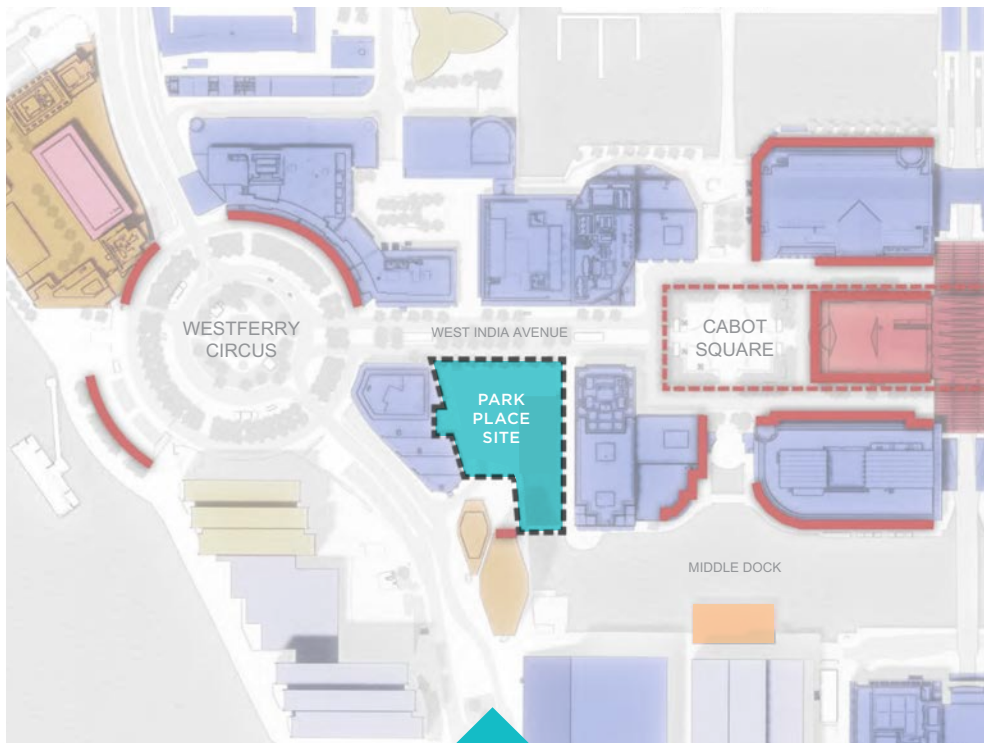 WESTFERRY
CIRCUS
WEST INDIA AVENUE
CABOT
SQUARE
PARK
PLACE
SITE
MIDDLE DOCK